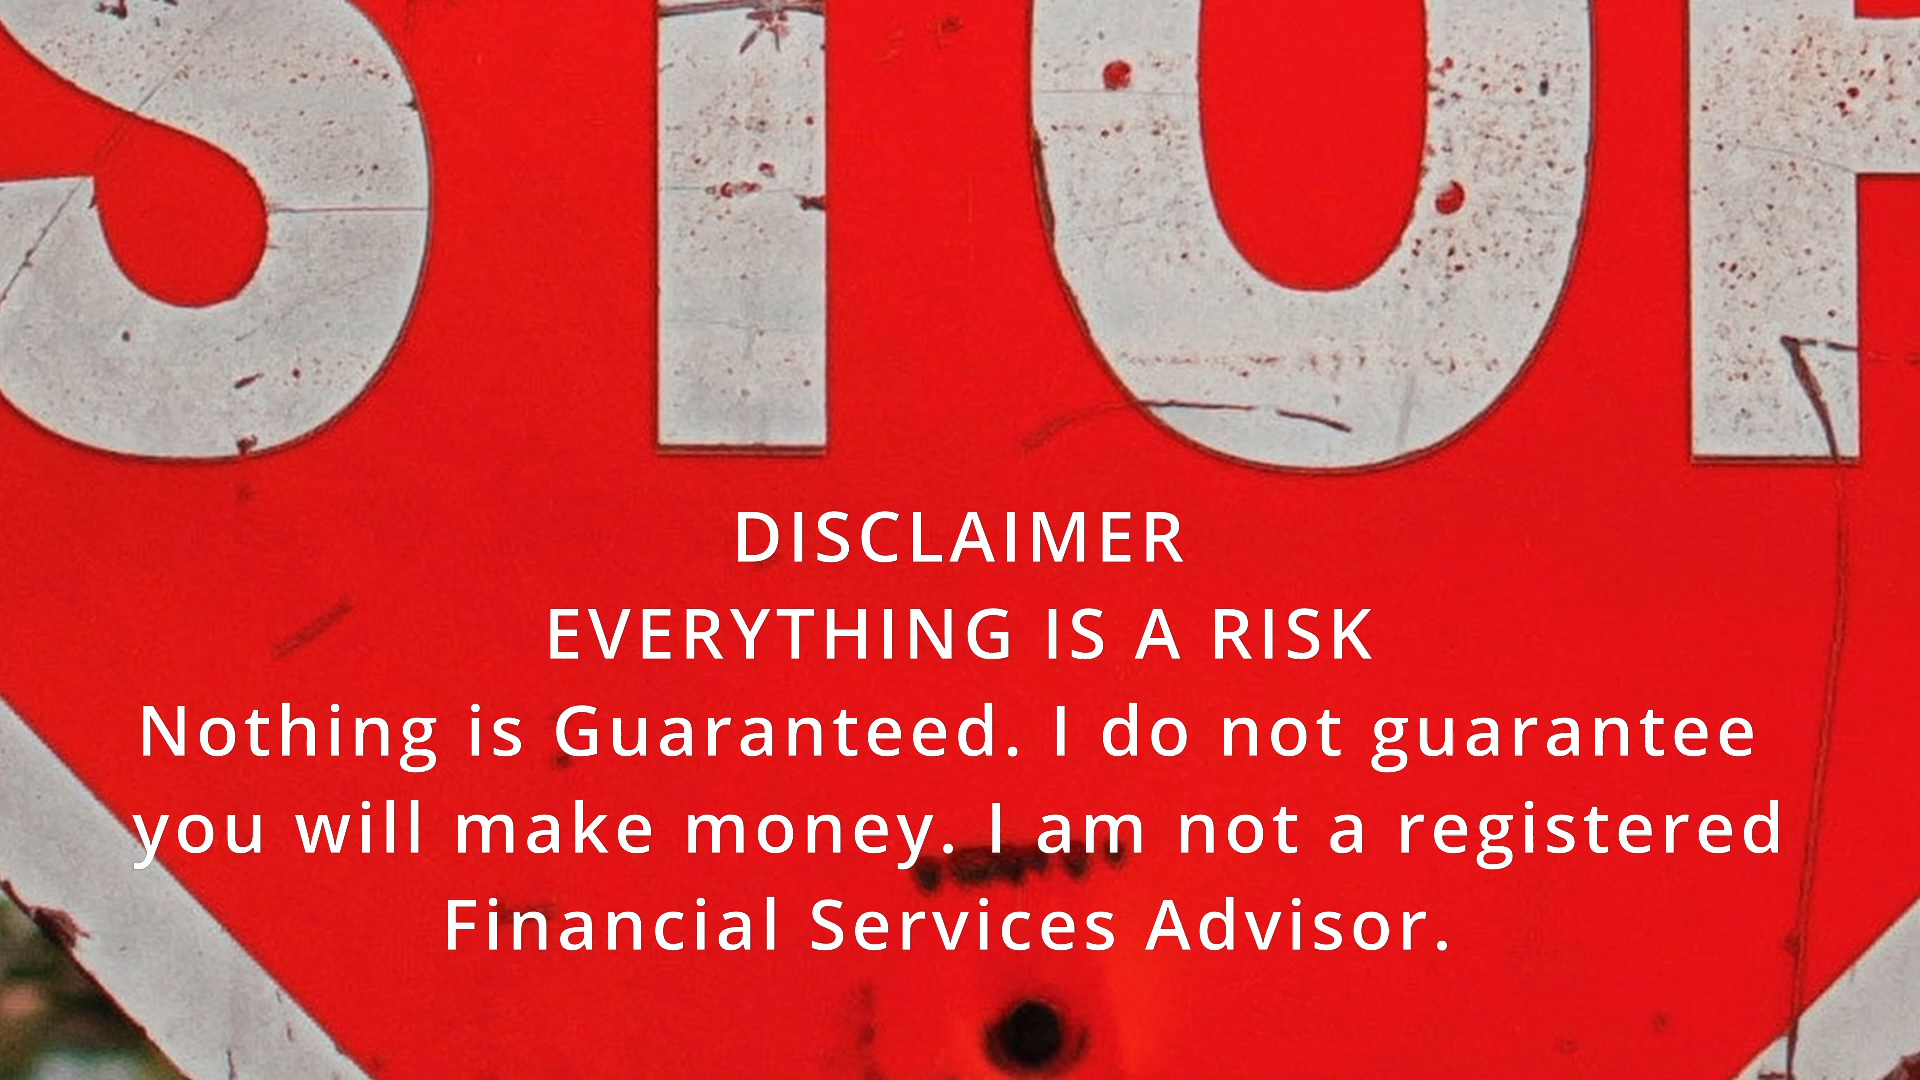 STOP
DISCLAIMER
EVERYTHING IS A RISK
Nothing is Guaranteed. I do not guarantee
you will make money. I am not a registered
Financial Services Advisor.